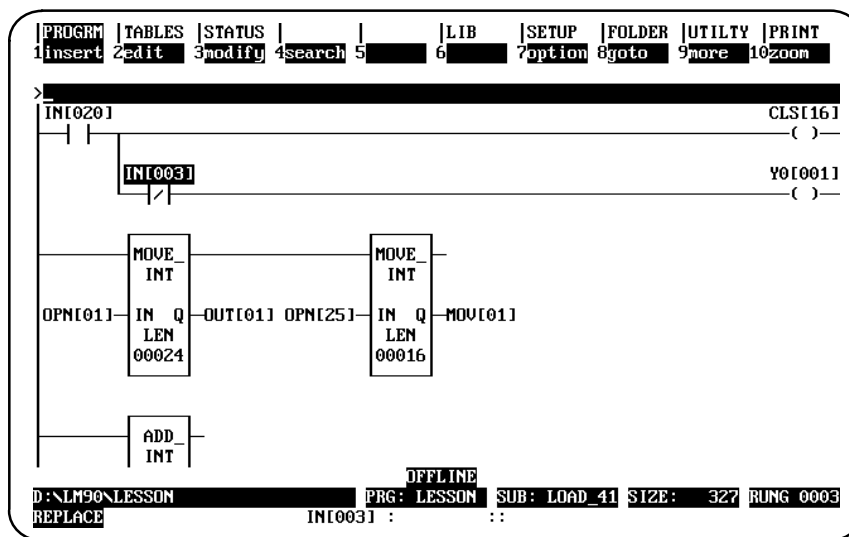 |PROGRM |TABLES |STATUS | | |LIB |SETUP |FOLDER |UTILTY |PRINT
1insert 2edit 3modify 4search 5 6 7option 8goto 9more 10zoom
>_
IN[020] CLS[16]
( )
IN[003] Y0[001]
/ ( )
MOVE_ MOVE_
INT INT
OPN[01] IN Q OUT[01] OPN[25] IN Q MOV[01]
LEN LEN
00024 00016
ADD_
INT
OFFLINE
D:\LM90\LESSON PRG: LESSON SUB: LOAD_41 SIZE: 327 RUNG 0003
REPLACE IN[003] : ::